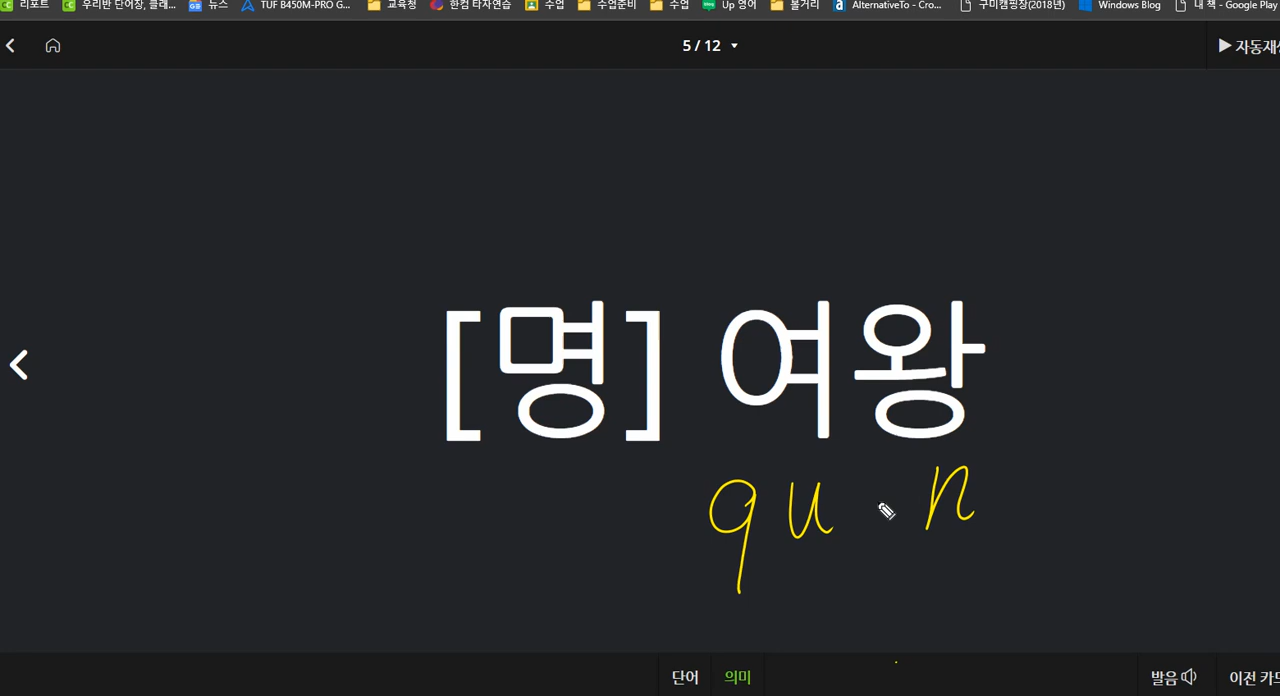 리포트 우리반 단어장, 클래... 뉴스 TUF B450M-PRO G... 교육청 한컴 타자연습 수업 수업준비 수업 Up 영어 볼거리 AlternativeTo - Cro... 구미캠핑장(2018년) Windows Blog 내 책 - Google Play
5 / 12 자동재생
[명] 여왕
qu n
단어 의미 발음 이전 카드